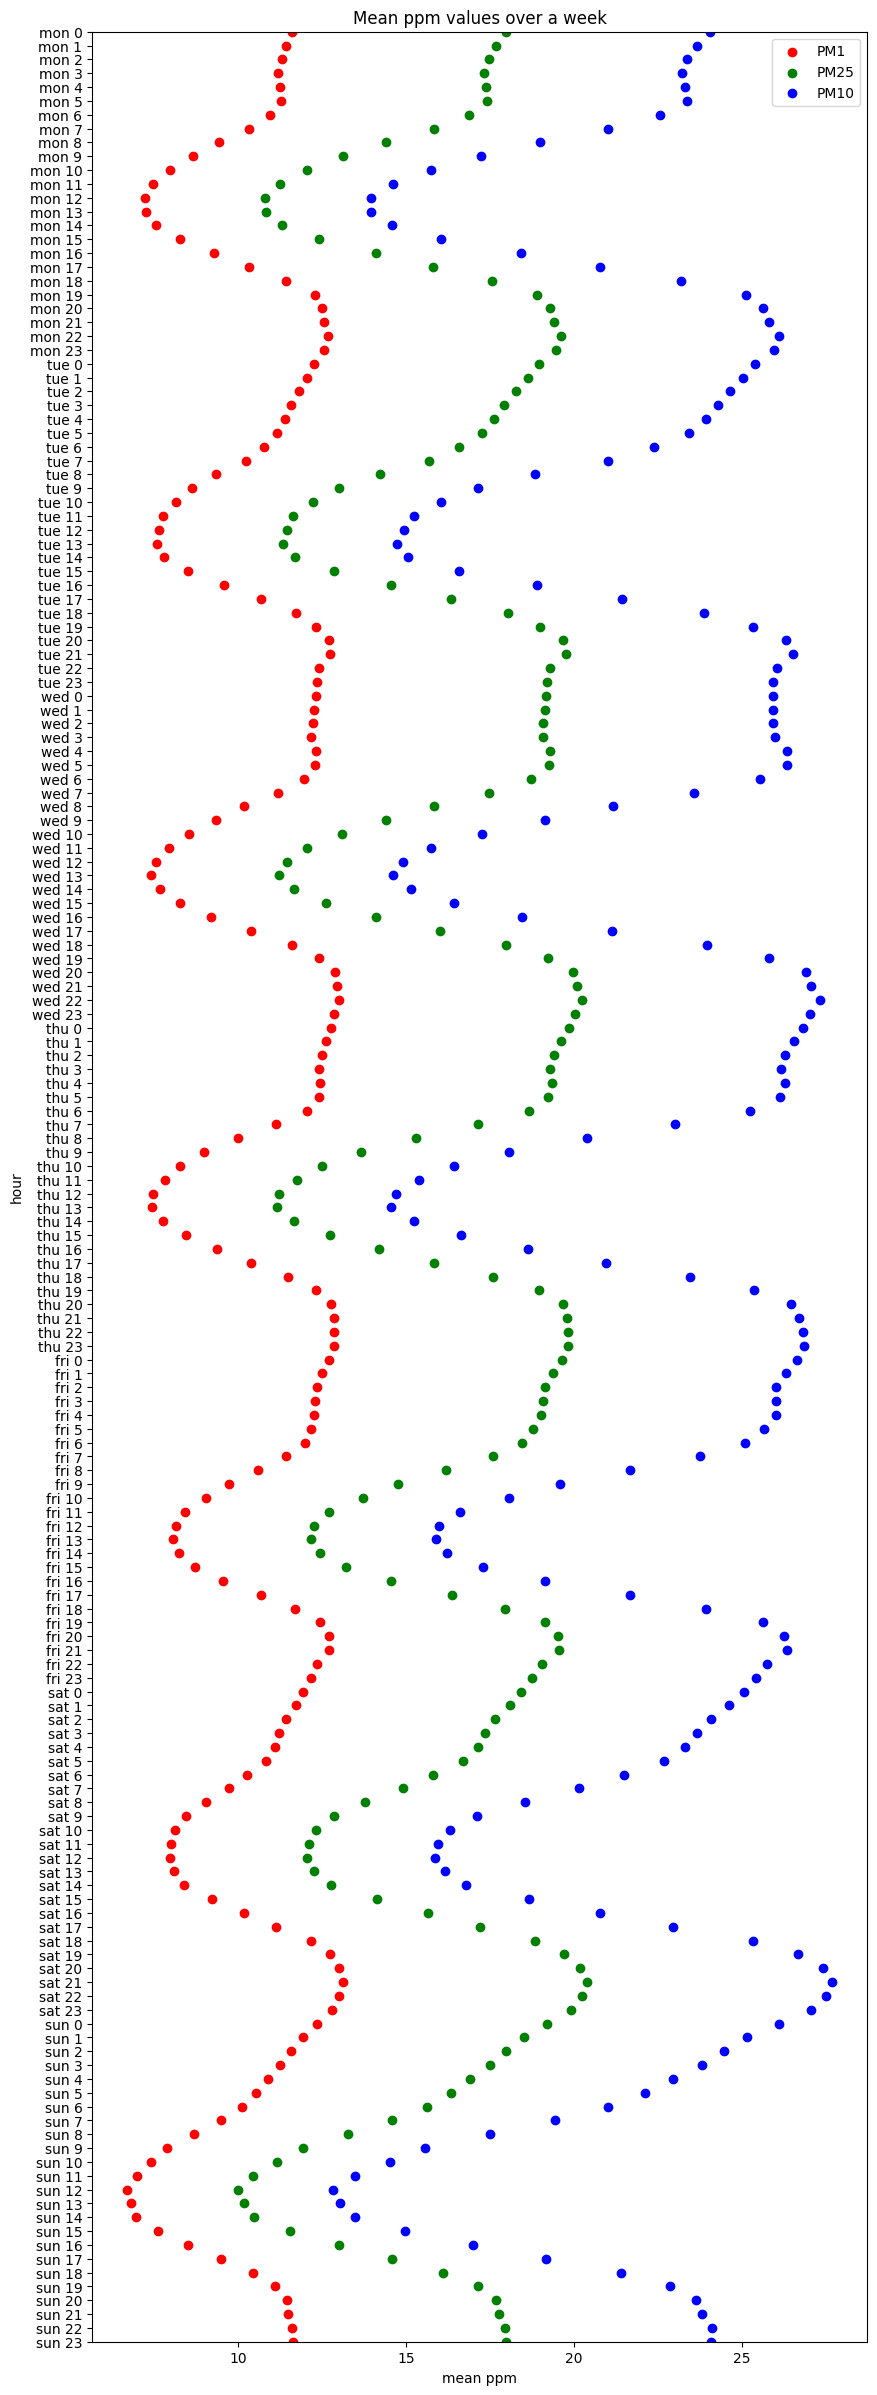 Mean ppm values over a week
PM1
PM25
PM10
mon 0
mon 1
mon 2
mon 3
mon 4
mon 5
mon 6
mon 7
mon 8
mon 9
mon 10
mon 11
mon 12
mon 13
mon 14
mon 15
mon 16
mon 17
mon 18
mon 19
mon 20
mon 21
mon 22
mon 23
tue 0
tue 1
tue 2
tue 3
tue 4
tue 5
tue 6
tue 7
tue 8
tue 9
tue 10
tue 11
tue 12
tue 13
tue 14
tue 15
tue 16
tue 17
tue 18
tue 19
tue 20
tue 21
tue 22
tue 23
wed 0
wed 1
wed 2
wed 3
wed 4
wed 5
wed 6
wed 7
wed 8
wed 9
wed 10
wed 11
wed 12
wed 13
wed 14
wed 15
wed 16
wed 17
wed 18
wed 19
wed 20
wed 21
wed 22
wed 23
thu 0
thu 1
thu 2
thu 3
thu 4
thu 5
thu 6
thu 7
thu 8
thu 9
thu 10
thu 11
thu 12
thu 13
thu 14
thu 15
thu 16
thu 17
thu 18
thu 19
thu 20
thu 21
thu 22
thu 23
fri 0
fri 1
fri 2
fri 3
fri 4
fri 5
fri 6
fri 7
fri 8
fri 9
fri 10
fri 11
fri 12
fri 13
fri 14
fri 15
fri 16
fri 17
fri 18
fri 19
fri 20
fri 21
fri 22
fri 23
sat 0
sat 1
sat 2
sat 3
sat 4
sat 5
sat 6
sat 7
sat 8
sat 9
sat 10
sat 11
sat 12
sat 13
sat 14
sat 15
sat 16
sat 17
sat 18
sat 19
sat 20
sat 21
sat 22
sat 23
sun 0
sun 1
sun 2
sun 3
sun 4
sun 5
sun 6
sun 7
sun 8
sun 9
sun 10
sun 11
sun 12
sun 13
sun 14
sun 15
sun 16
sun 17
sun 18
sun 19
sun 20
sun 21
sun 22
sun 23
hour
10 15 20 25
mean ppm